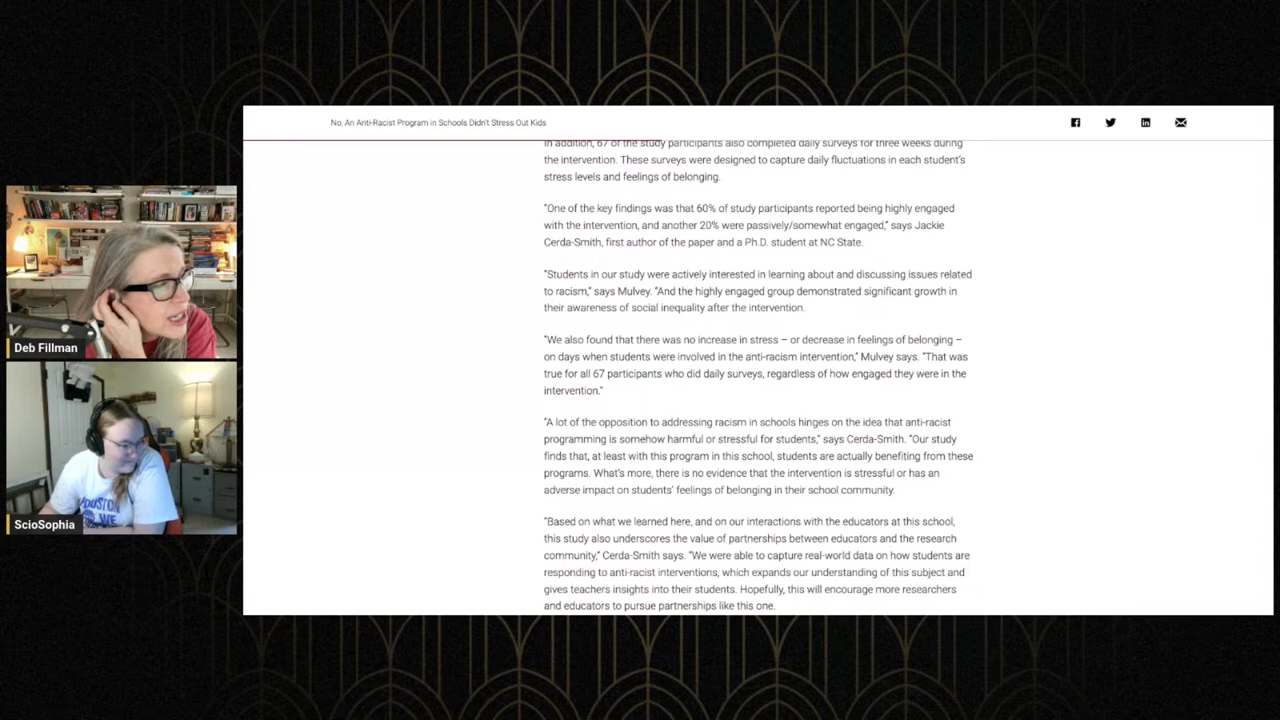 No, An Anti-Racist Program in Schools Didn't Stress Out Kids
In addition, 67 of the study participants also completed daily surveys for three weeks during
the intervention. These surveys were designed to capture daily fluctuations in each student's
stress levels and feelings of belonging.
"One of the key findings was that 60% of study participants reported being highly engaged
with the intervention, and another 20% were passively/somewhat engaged," says Jackie
Cerda-Smith, first author of the paper and a Ph.D. student at NC State.
"Students in our study were actively interested in learning about and discussing issues related
to racism," says Mulvey. "And the highly engaged group demonstrated significant growth in
their awareness of social inequality after the intervention.
"We also found that there was no increase in stress – or decrease in feelings of belonging –
on days when students were involved in the anti-racism intervention," Mulvey says. "That was
true for all 67 participants who did daily surveys, regardless of how engaged they were in the
intervention."
"A lot of the opposition to addressing racism in schools hinges on the idea that anti-racist
programming is somehow harmful or stressful for students," says Cerda-Smith. "Our study
finds that, at least with this program in this school, students are actually benefiting from these
programs. What's more, there is no evidence that the intervention is stressful or has an
adverse impact on students' feelings of belonging in their school community.
"Based on what we learned here, and on our interactions with the educators at this school,
this study also underscores the value of partnerships between educators and the research
community," Cerda-Smith says. "We were able to capture real-world data on how students are
responding to anti-racist interventions, which expands our understanding of this subject and
gives teachers insights into their students. Hopefully, this will encourage more researchers
and educators to pursue partnerships like this one.
Deb Fillman
ScioSophia